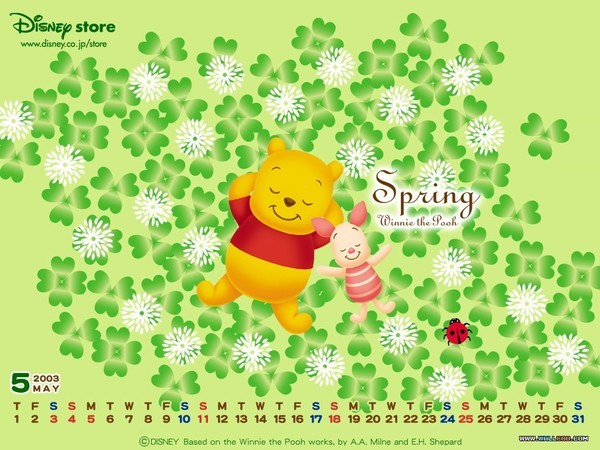 Disney store
www.disney.co.jp/store
Spring
Winnie the Pooh
5 2003 MAY
T F S S M T W T F S S M T W T F S S M T W T F S S M T W T F S
1 2 3 4 5 6 7 8 9 10 11 12 13 14 15 16 17 18 19 20 21 22 23 24 25 26 27 28 29 30 31
©DISNEY Based on the Winnie the Pooh works, by A.A. Milne and E.H. Shepard